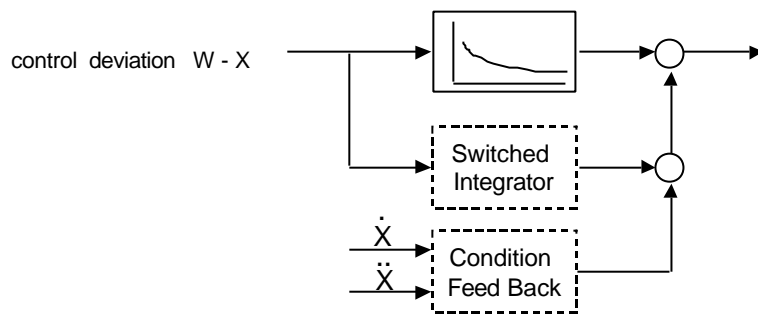 control deviation W - X
Switched
Integrator
Ẋ
Ẍ
Condition
Feed Back